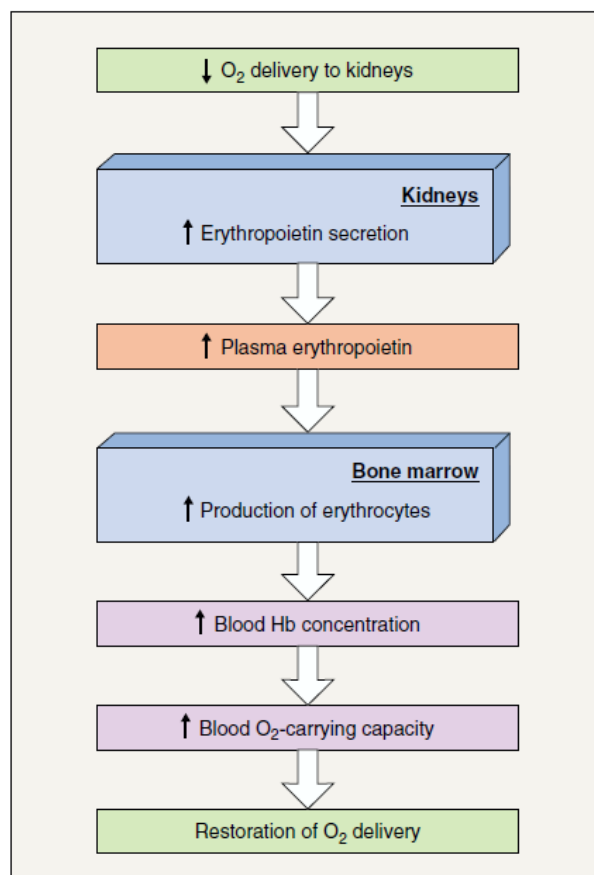 ↓ O₂ delivery to kidneys
Kidneys
↑ Erythropoietin secretion
↑ Plasma erythropoietin
Bone marrow
↑ Production of erythrocytes
↑ Blood Hb concentration
↑ Blood O₂-carrying capacity
Restoration of O₂ delivery